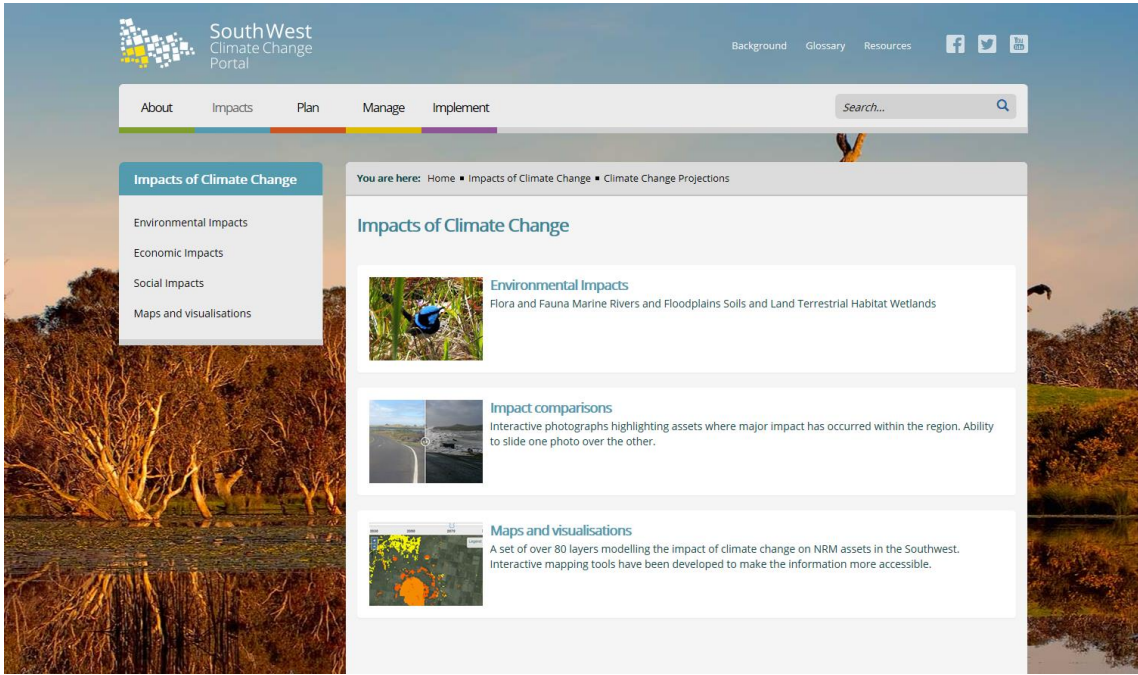 SouthWest
Climate Change
Portal
Background Glossary Resources
About Impacts Plan Manage Implement
Search...
Impacts of Climate Change
Environmental Impacts
Economic Impacts
Social Impacts
Maps and visualisations
You are here: Home ▪ Impacts of Climate Change ▪ Climate Change Projections
Impacts of Climate Change
Environmental Impacts
Flora and Fauna Marine Rivers and Floodplains Soils and Land Terrestrial Habitat Wetlands
Impact comparisons
Interactive photographs highlighting assets where major impact has occurred within the region. Ability
to slide one photo over the other.
Maps and visualisations
A set of over 80 layers modelling the impact of climate change on NRM assets in the Southwest.
Interactive mapping tools have been developed to make the information more accessible.